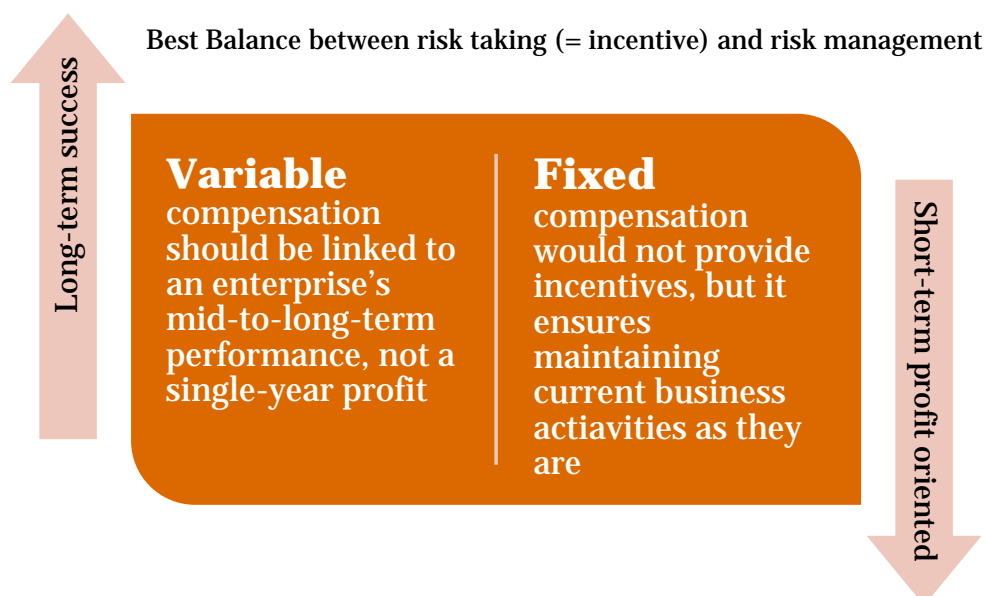 Best Balance between risk taking (= incentive) and risk management
Long-term success
Variable
compensation
should be linked to
an enterprise’s
mid-to-long-term
performance, not a
single-year profit
Fixed
compensation
would not provide
incentives, but it
ensures
maintaining
current business
actiavities as they
are
Short-term profit oriented